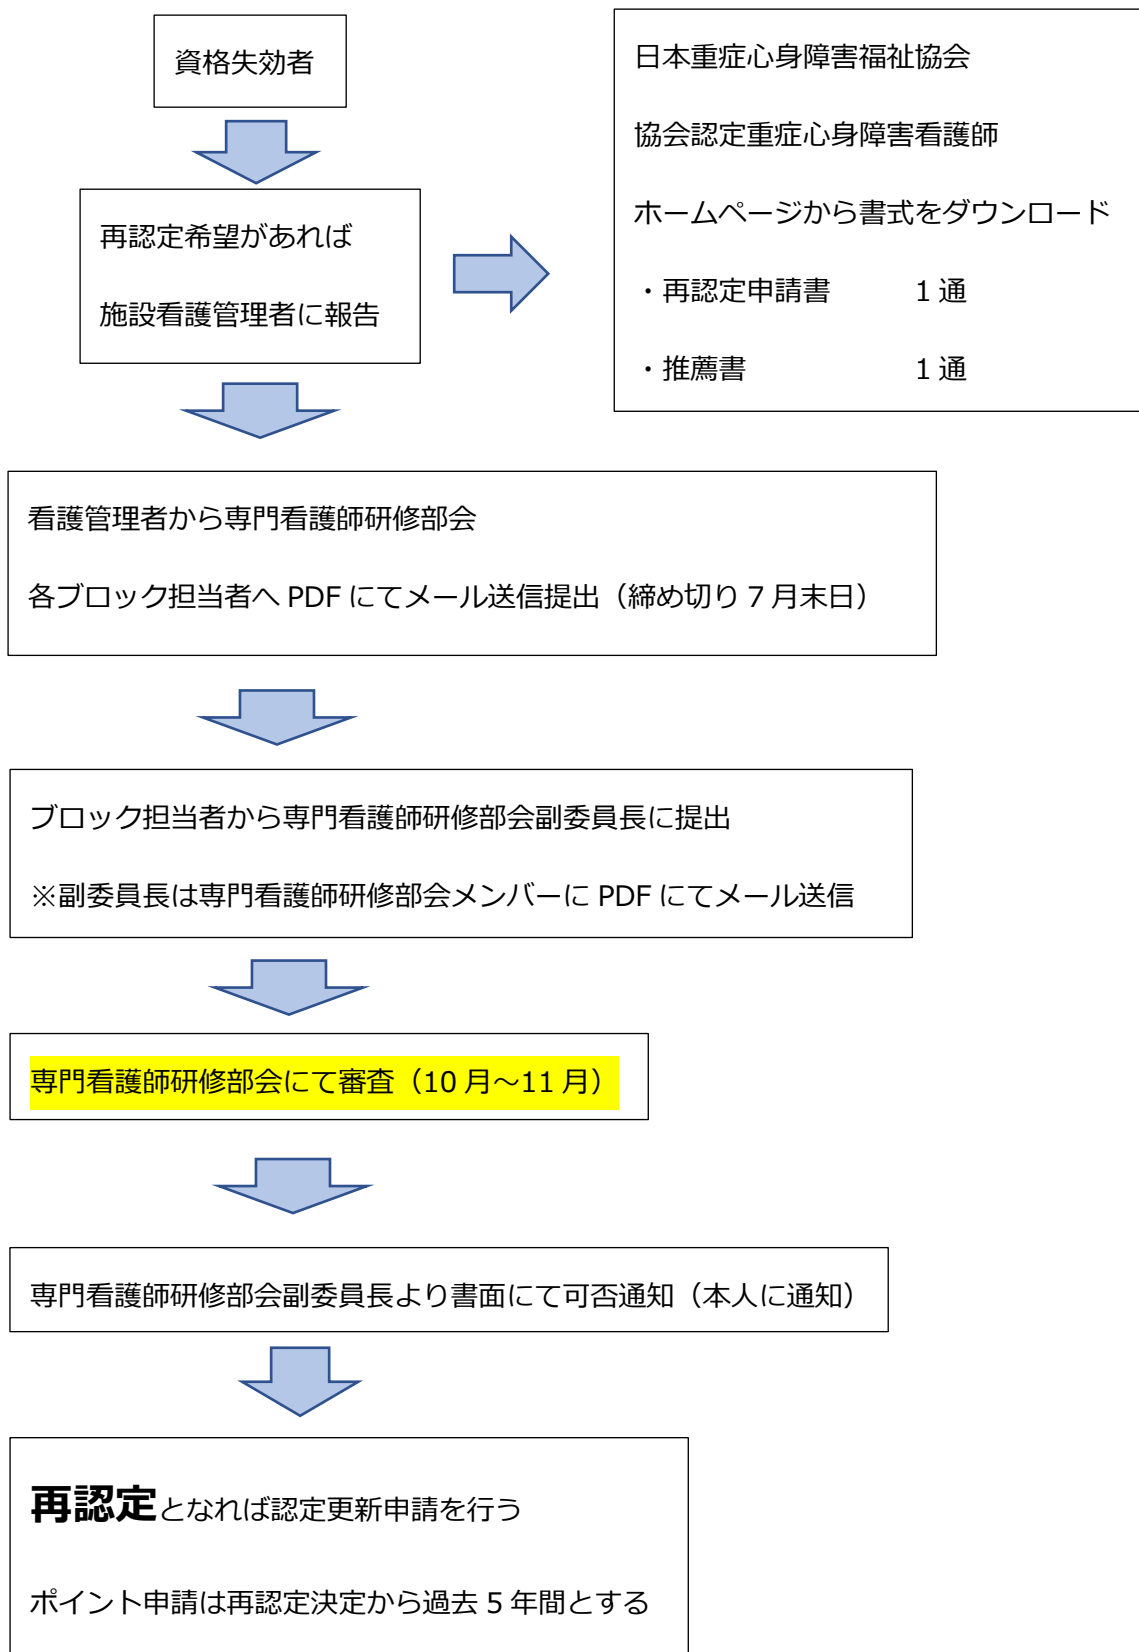 資格失効者
再認定希望があれば
施設看護管理者に報告
日本重症心身障害福祉協会
協会認定重症心身障害看護師
ホームページから書式をダウンロード
・再認定申請書 1通
・推薦書 1通
看護管理者から専門看護師研修部会
各ブロック担当者へ PDF にてメール送信提出（締め切り 7 月末日）
ブロック担当者から専門看護師研修部会副委員長に提出
※副委員長は専門看護師研修部会メンバーに PDF にてメール送信
専門看護師研修部会にて審査（10 月～11 月）
専門看護師研修部会副委員長より書面にて可否通知（本人に通知）
再認定となれば認定更新申請を行う
ポイント申請は再認定決定から過去 5 年間とする